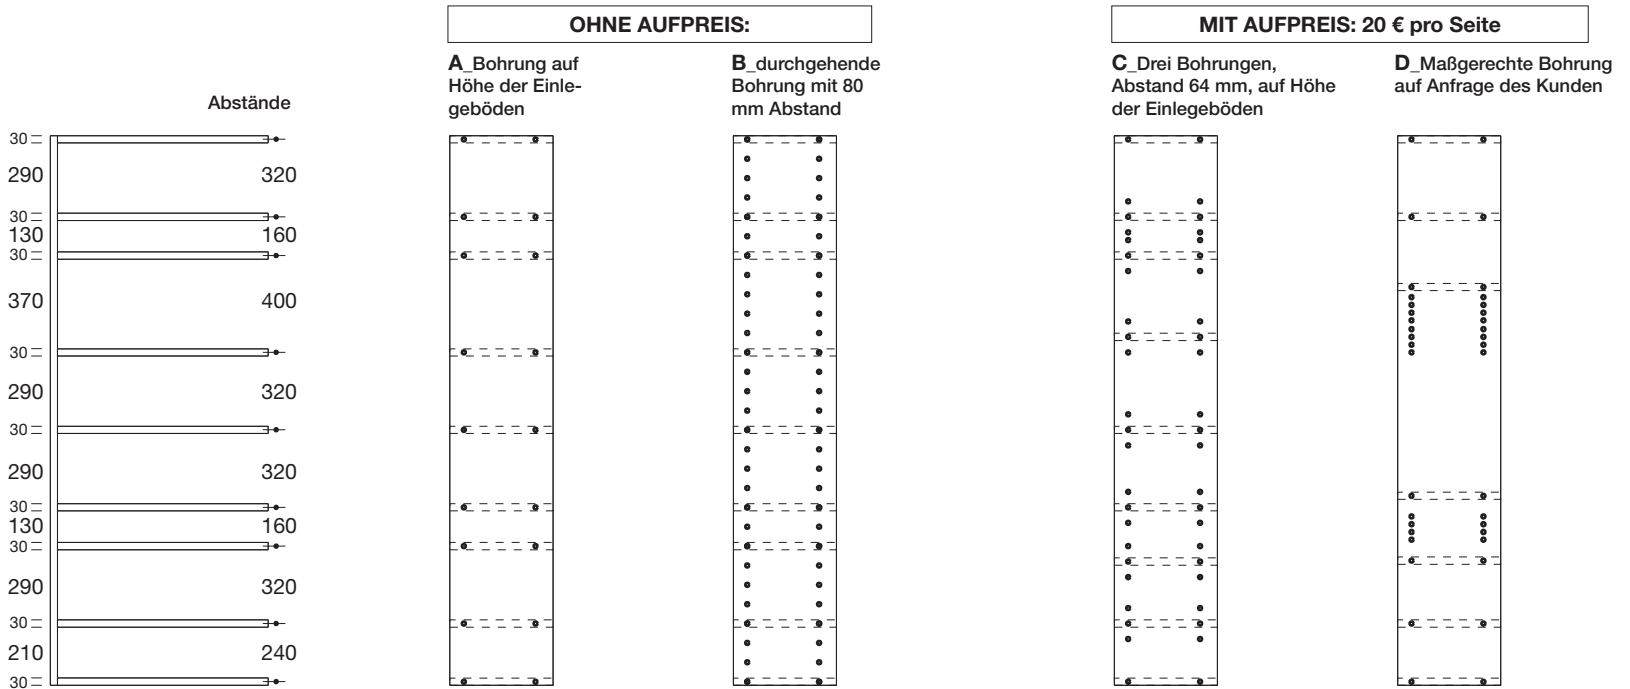 OHNE AUFPREIS:
MIT AUFPREIS: 20 € pro Seite
A_Bohrung auf
Höhe der Einle-
geböden
B_durchgehende
Bohrung mit 80
mm Abstand
C_Drei Bohrungen,
Abstand 64 mm, auf Höhe
der Einlegeböden
D_Maßgerechte Bohrung
auf Anfrage des Kunden
Abstände
30
290 320
30
130 160
30
370 400
30
290 320
30
290 320
30
130 160
30
290 320
30
210 240
30